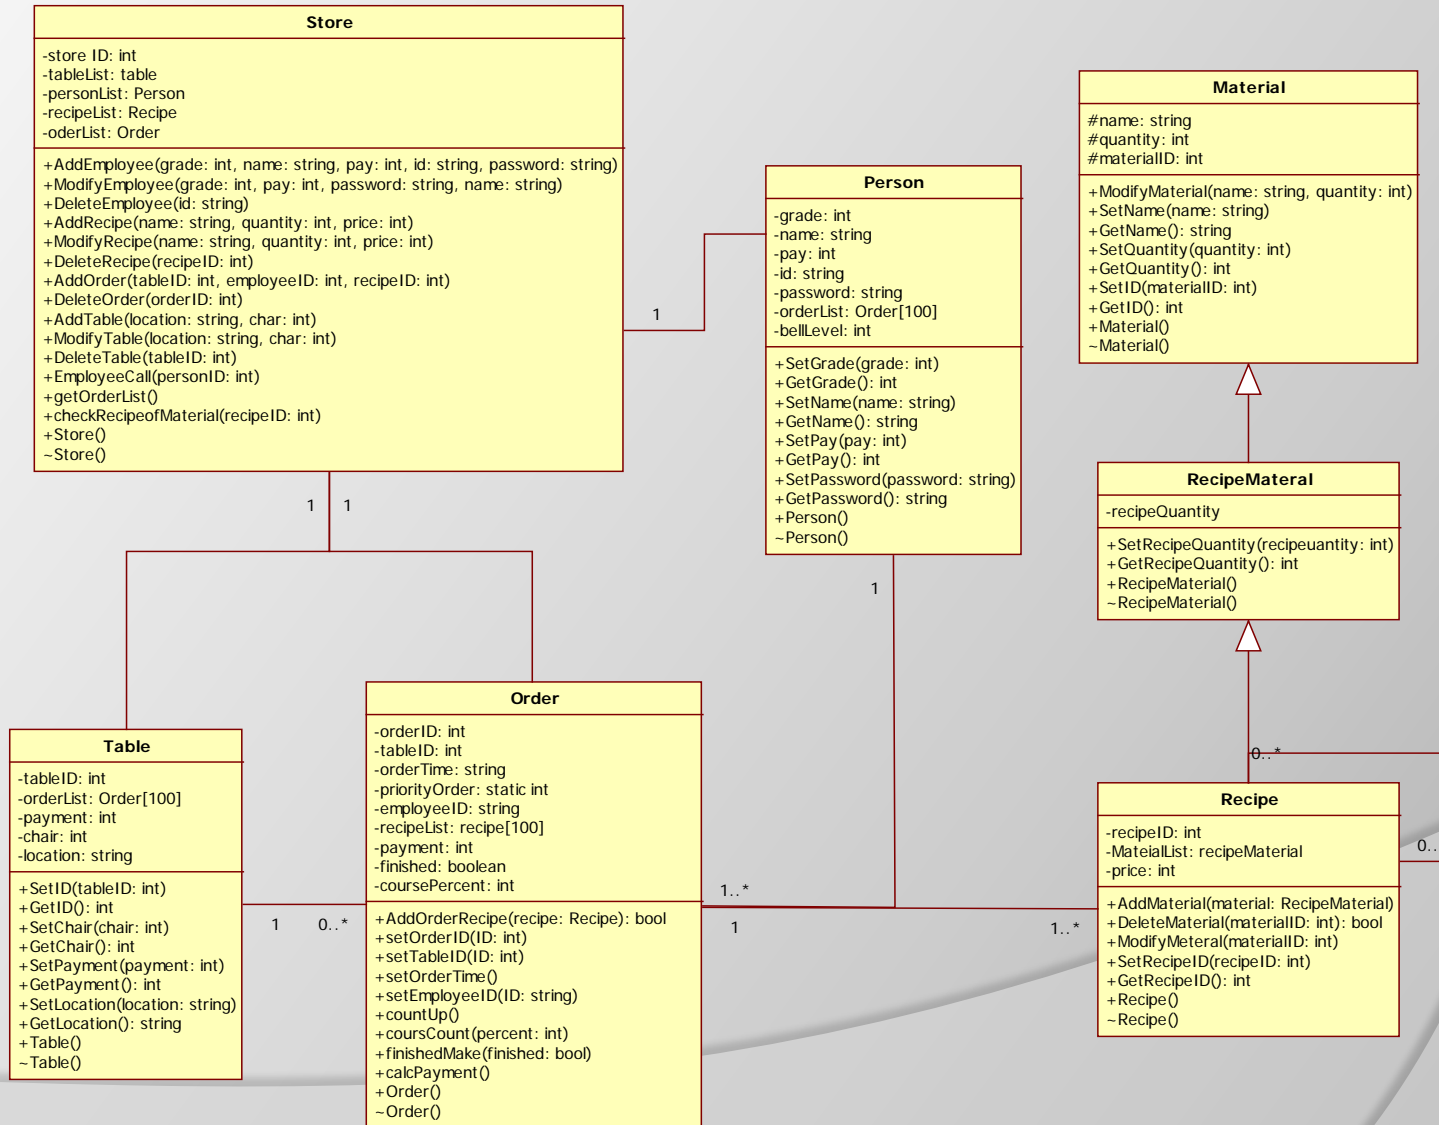 Store
-store ID: int
-tableList: table
-personList: Person
-recipeList: Recipe
-oderList: Order
+AddEmployee(grade: int, name: string, pay: int, id: string, password: string)
+ModifyEmployee(grade: int, pay: int, password: string, name: string)
+DeleteEmployee(id: string)
+AddRecipe(name: string, quantity: int, price: int)
+ModifyRecipe(name: string, quantity: int, price: int)
+DeleteRecipe(recipeID: int)
+AddOrder(tableID: int, employeeID: int, recipeID: int)
+DeleteOrder(orderID: int)
+AddTable(location: string, char: int)
+ModifyTable(location: string, char: int)
+DeleteTable(tableID: int)
+EmployeeCall(personID: int)
+getOrderList()
+checkRecipeofMaterial(recipeID: int)
+Store()
~Store()
1
1 1
Person
-grade: int
-name: string
-pay: int
-id: string
-password: string
-orderList: Order[100]
-bellLevel: int
+SetGrade(grade: int)
+GetGrade(): int
+SetName(name: string)
+GetName(): string
+SetPay(pay: int)
+GetPay(): int
+SetPassword(password: string)
+GetPassword(): string
+Person()
~Person()
1
Material
#name: string
#quantity: int
#materialID: int
+ModifyMaterial(name: string, quantity: int)
+SetName(name: string)
+GetName(): string
+SetQuantity(quantity: int)
+GetQuantity(): int
+SetID(materialID: int)
+GetID(): int
+Material()
~Material()
RecipeMateral
-recipeQuantity
+SetRecipeQuantity(recipeuantity: int)
+GetRecipeQuantity(): int
+RecipeMaterial()
~RecipeMaterial()
0..*
Table
-tableID: int
-orderList: Order[100]
-payment: int
-chair: int
-location: string
+SetID(tableID: int)
+GetID(): int
+SetChair(chair: int)
+GetChair(): int
+SetPayment(payment: int)
+GetPayment(): int
+SetLocation(location: string)
+GetLocation(): string
+Table()
~Table()
1 0..*
Order
-orderID: int
-tableID: int
-orderTime: string
-priorityOrder: static int
-employeeID: string
-recipeList: recipe[100]
-payment: int
-finished: boolean
-coursePercent: int
+AddOrderRecipe(recipe: Recipe): bool
+setOrderID(ID: int)
+setTableID(ID: int)
+setOrderTime()
+setEmployeeID(ID: string)
+countUp()
+coursCount(percent: int)
+finishedMake(finished: bool)
+calcPayment()
+Order()
~Order()
1..*
1 1..*
Recipe
-recipeID: int
-MateialList: recipeMaterial
-price: int
+AddMaterial(material: RecipeMaterial)
+DeleteMaterial(materialID: int): bool
+ModifyMeteral(materialID: int)
+SetRecipeID(recipeID: int)
+GetRecipeID(): int
+Recipe()
~Recipe()
0..